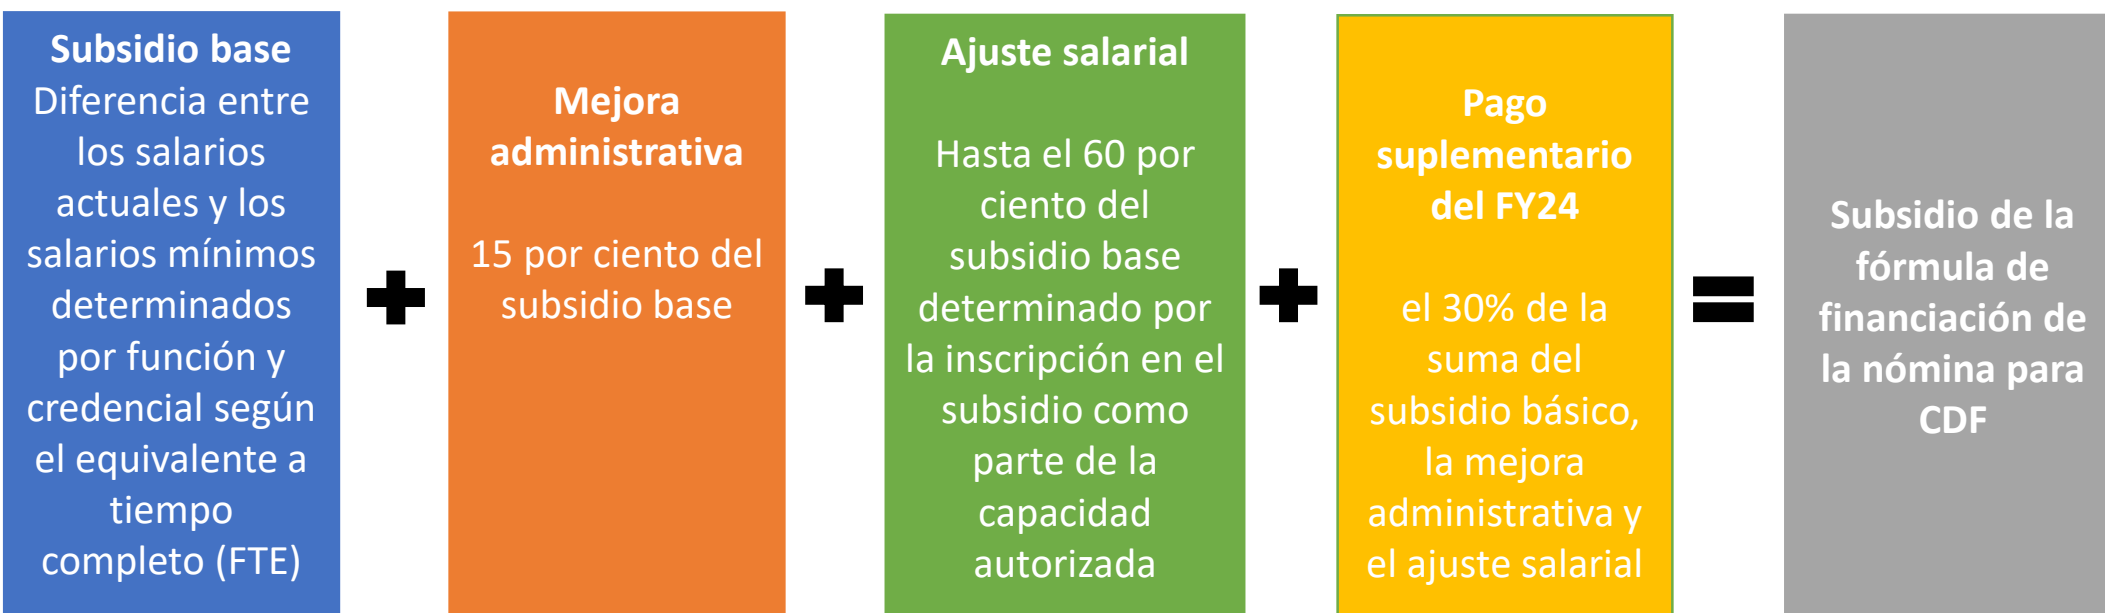 Subsidio base
Diferencia entre
los salarios
actuales y los
salarios mínimos
determinados
por función y
credencial según
el equivalente a
tiempo
completo (FTE)
Mejora
administrativa
15 por ciento del
subsidio base
Ajuste salarial
Hasta el 60 por
ciento del
subsidio base
determinado por
la inscripción en el
subsidio como
parte de la
capacidad
autorizada
Pago
suplementario
del FY24
el 30% de la
suma del
subsidio básico,
la mejora
administrativa y
el ajuste salarial
Subsidio de la
fórmula de
financiación de
la nómina para
CDF